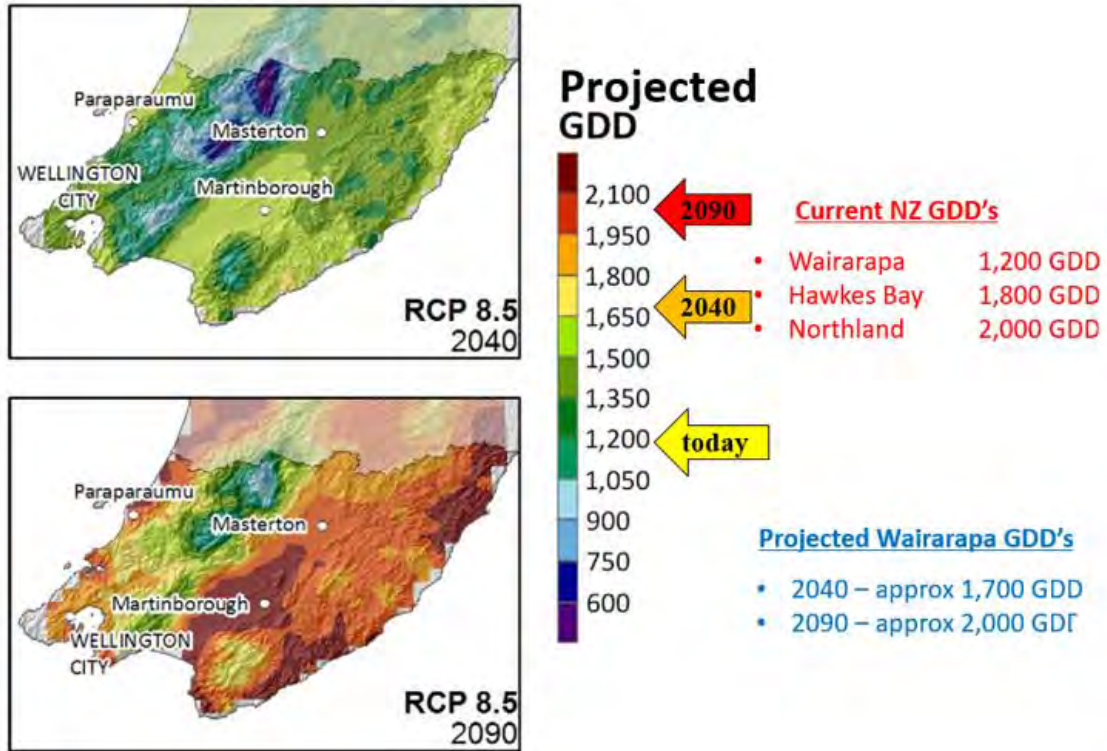 Paraparaumu
Masterton
WELLINGTON
CITY
Martinborough
RCP 8.5
2040
Paraparaumu
Masterton
Martinborough
WELLINGTON
CITY
RCP 8.5
2090
Projected
GDD
2,100
1,950
1,800
1,650
1,500
1,350
1,200
1,050
900
750
600
2090
2040
today
Current NZ GDD's
• Wairarapa 1,200 GDD
• Hawkes Bay 1,800 GDD
• Northland 2,000 GDD
Projected Wairarapa GDD's
• 2040 – approx 1,700 GDD
• 2090 – approx 2,000 GD